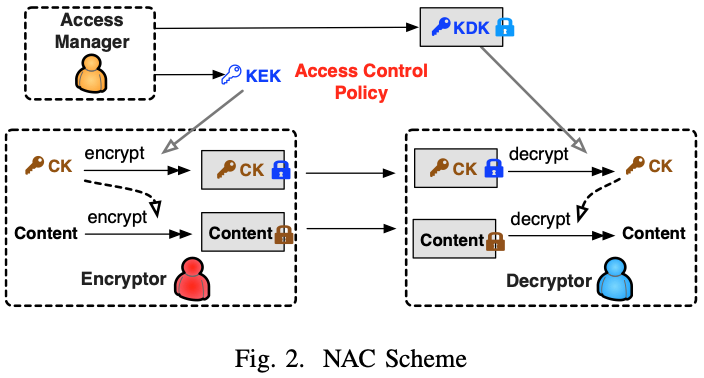 Access
Manager
KDK
KEK
Access Control
Policy
CK
encrypt
CK
CK
decrypt
CK
Content
encrypt
Content
Content
decrypt
Content
Encryptor
Decryptor
Fig. 2. NAC Scheme